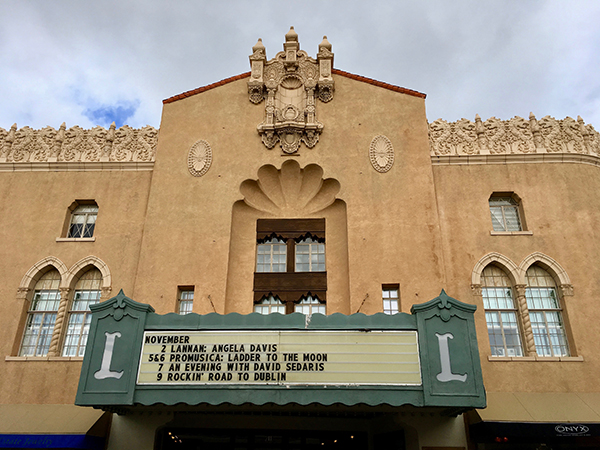 NOVEMBER
2 LANNAN: ANGELA DAVIS
5&6 PROMUSICA: LADDER TO THE MOON
7 AN EVENING WITH DAVID SEDARIS
9 ROCKIN' ROAD TO DUBLIN
L
L
ONYX